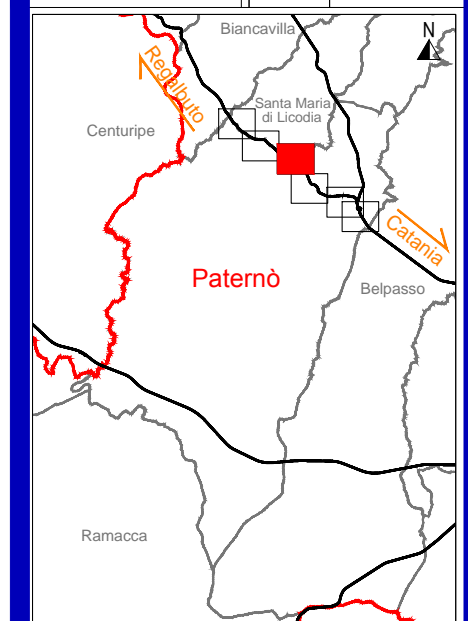 Biancavilla
N
Regalbuto
Santa Maria
di Licodia
Centuripe
Catania
Paternò
Belpasso
Ramacca